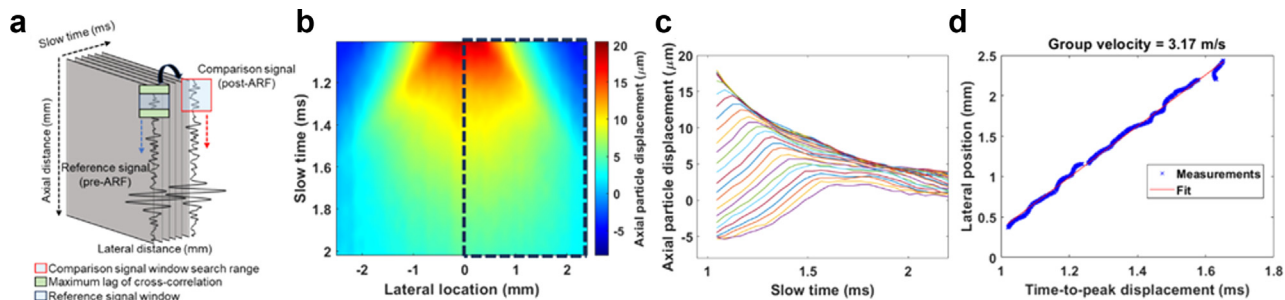 a
Slow time (ms)
Comparison signal
(post-ARF)
Axial distance (mm)
Reference signal
(pre-ARF)
Lateral distance (mm)
Comparison signal window search range
Maximum lag of cross-correlation
Reference signal window
b
Slow time (ms)
1.2
1.4
1.6
1.8
2.0
-2
-1
0
1
2
Lateral location (mm)
20
15
10
5
0
-5
Axial particle displacement (μm)
c
Axial particle displacement (μm)
20
15
10
5
0
-5
1
1.5
2
Slow time (ms)
d
Group velocity = 3.17 m/s
Lateral position (mm)
2.5
2
1.5
1
0.5
0
Measurements
Fit
1
1.2
1.4
1.6
1.8
Time-to-peak displacement (ms)